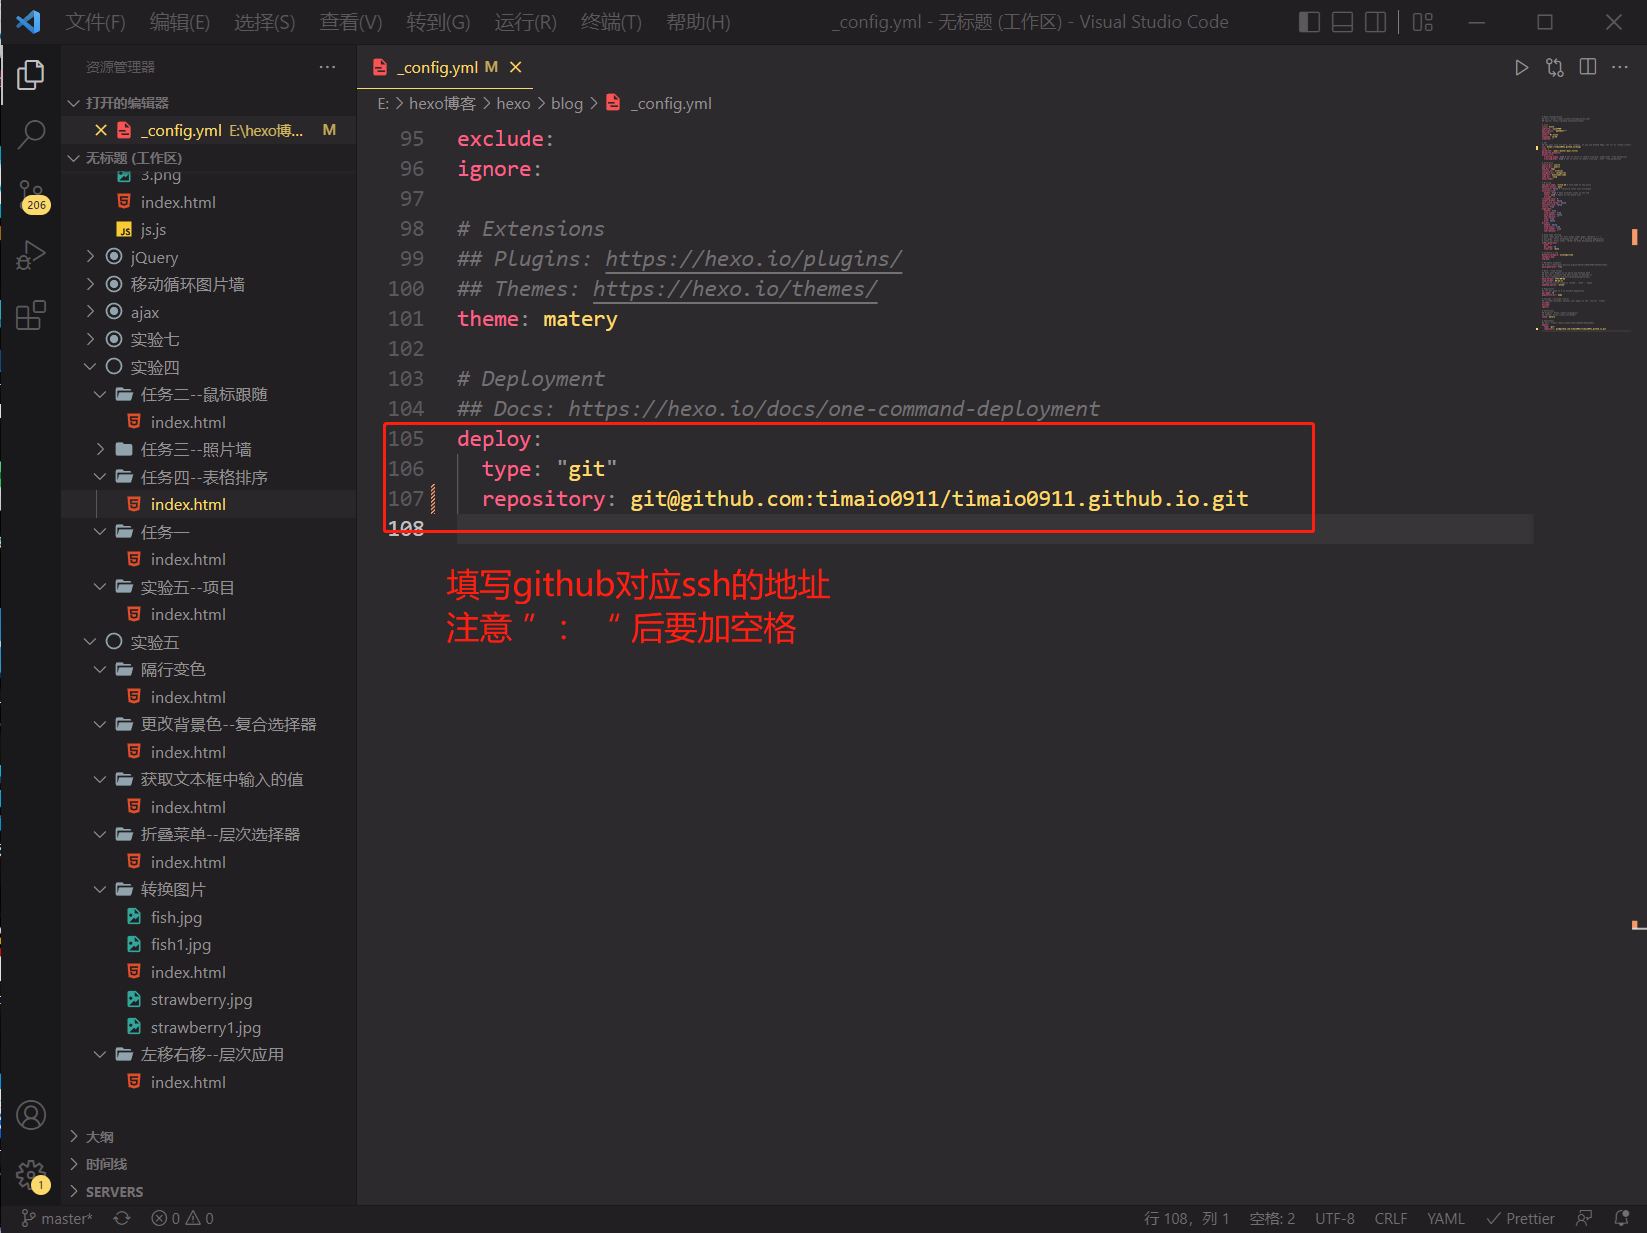 文件(F) 编辑(E) 选择(S) 查看(V) 转到(G) 运行(R) 终端(T) 帮助(H) _config.yml - 无标题 (工作区) - Visual Studio Code
资源管理器
打开的编辑器
_config.yml E:\hexo博... M
无标题 (工作区)
3.png
index.html
js.js
jQuery
移动循环图片墙
ajax
实验七
实验四
任务二--鼠标跟随
index.html
任务三--照片墙
任务四--表格排序
index.html
任务一
index.html
实验五--项目
index.html
实验五
隔行变色
index.html
更改背景色--复合选择器
index.html
获取文本框中输入的值
index.html
折叠菜单--层次选择器
index.html
转换图片
fish.jpg
fish1.jpg
index.html
strawberry.jpg
strawberry1.jpg
左移右移--层次应用
index.html
大纲
时间线
SERVERS
206
1
_config.yml M
E: > hexo博客 > hexo > blog > _config.yml
95 exclude:
96 ignore:
97
98 # Extensions
99 ## Plugins: https://hexo.io/plugins/
100 ## Themes: https://hexo.io/themes/
101 theme: matery
102
103 # Deployment
104 ## Docs: https://hexo.io/docs/one-command-deployment
105 deploy:
106 type: "git"
107 repository: git@github.com:timaio0911/timaio0911.github.io.git
108
填写github对应ssh的地址
注意 ” ： “ 后要加空格
master* 0 0 行 108，列 1 空格: 2 UTF-8 CRLF YAML Prettier